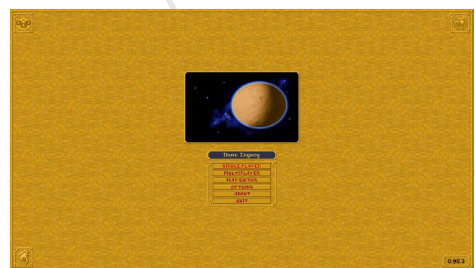 Dune Legacy
SINGLE PLAYER
MULTIPLAYER
MAP EDITOR
OPTIONS
ABOUT
QUIT
0.96.3